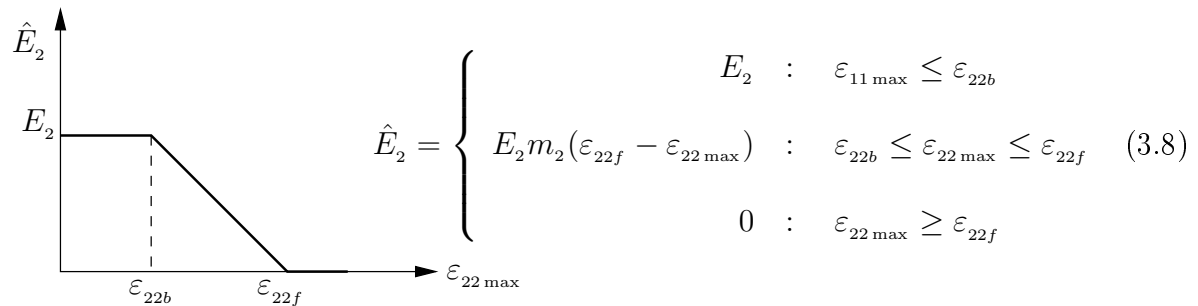 Ê₂
E₂
ε₂₂b
ε₂₂f
ε₂₂ max
Ê₂ = {
E₂ : ε₁₁ max ≤ ε₂₂b
E₂m₂(ε₂₂f − ε₂₂ max) : ε₂₂b ≤ ε₂₂ max ≤ ε₂₂f (3.8)
0 : ε₂₂ max ≥ ε₂₂f